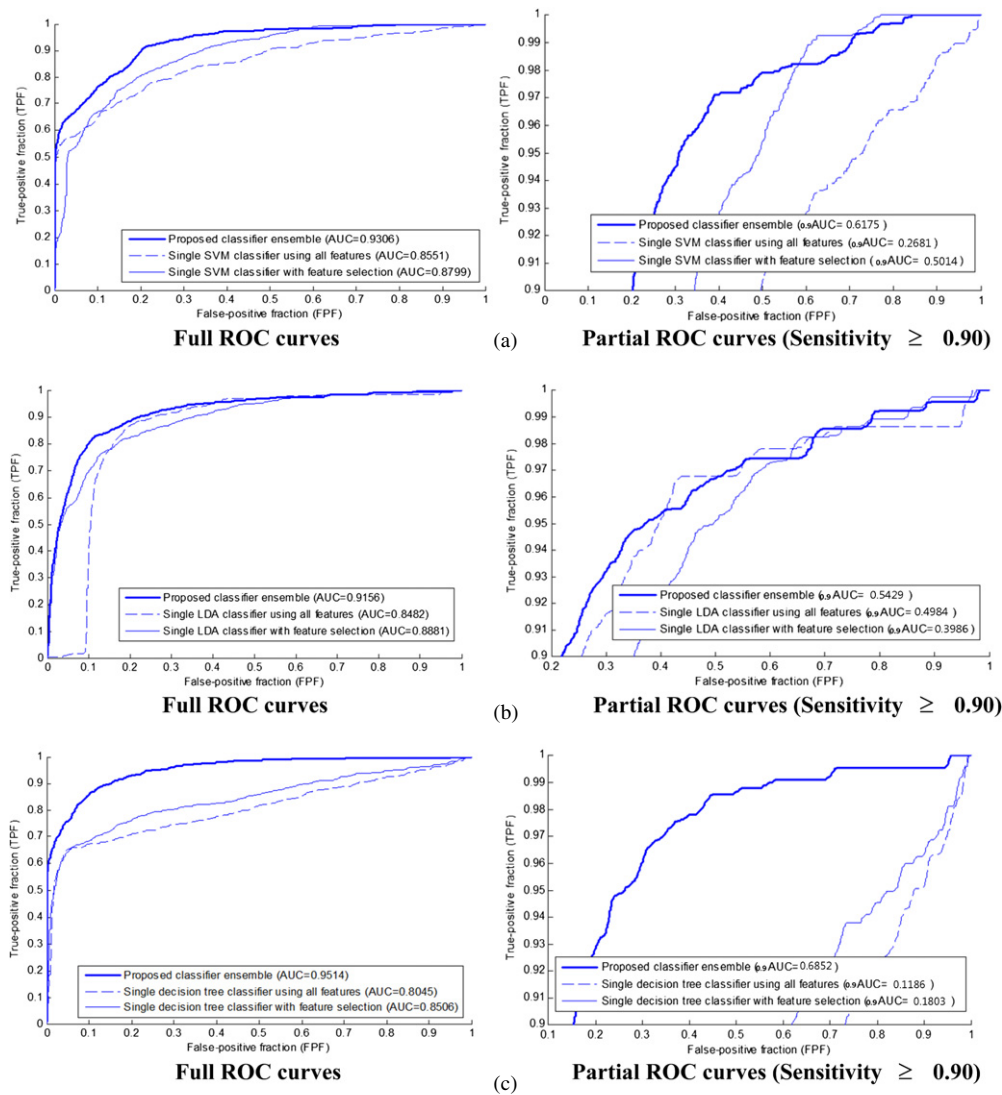 1
0.9
0.8
0.7
0.6
0.5
0.4
0.3
0.2
0.1
0
True-positive fraction (TPF)
Proposed classifier ensemble (AUC=0.9306)
Single SVM classifier using all features (AUC=0.8551)
Single SVM classifier with feature selection (AUC=0.8799)
0 0.1 0.2 0.3 0.4 0.5 0.6 0.7 0.8 0.9 1
False-positive fraction (FPF)
Full ROC curves
1
0.99
0.98
0.97
0.96
0.95
0.94
0.93
0.92
0.91
0.9
True-positive fraction (TPF)
Proposed classifier ensemble (0.9AUC= 0.6175 )
Single SVM classifier using all features (0.9AUC= 0.2681 )
Single SVM classifier with feature selection ( 0.9AUC= 0.5014 )
0 0.1 0.2 0.3 0.4 0.5 0.6 0.7 0.8 0.9 1
False-positive fraction (FPF)
Partial ROC curves (Sensitivity ≥ 0.90)
(a)
1
0.9
0.8
0.7
0.6
0.5
0.4
0.3
0.2
0.1
0
True-positive fraction (TPF)
Proposed classifier ensemble (AUC=0.9156)
Single LDA classifier using all features (AUC=0.8482)
Single LDA classifier with feature selection (AUC=0.8881)
0 0.1 0.2 0.3 0.4 0.5 0.6 0.7 0.8 0.9 1
False-positive fraction (FPF)
Full ROC curves
1
0.99
0.98
0.97
0.96
0.95
0.94
0.93
0.92
0.91
0.9
True-positive fraction (TPF)
Proposed classifier ensemble (0.9AUC= 0.5429 )
Single LDA classifier using all features (0.9AUC= 0.4984 )
Single LDA classifier with feature selection (0.9AUC= 0.3986 )
0.2 0.3 0.4 0.5 0.6 0.7 0.8 0.9 1
False-positive fraction (FPF)
Partial ROC curves (Sensitivity ≥ 0.90)
(b)
1
0.9
0.8
0.7
0.6
0.5
0.4
0.3
0.2
0.1
0
True-positive fraction (TPF)
Proposed classifier ensemble (AUC=0.9514)
Single decision tree classifier using all features (AUC=0.8045)
Single decision tree classifier with feature selection (AUC=0.8506)
0 0.1 0.2 0.3 0.4 0.5 0.6 0.7 0.8 0.9 1
False-positive fraction (FPF)
Full ROC curves
1
0.99
0.98
0.97
0.96
0.95
0.94
0.93
0.92
0.91
0.9
True-positive fraction (TPF)
Proposed classifier ensemble (0.9AUC=0.6852 )
Single decision tree classifier using all features (0.9AUC=0.1186 )
Single decision tree classifier with feature selection (0.9AUC=0.1803 )
0.1 0.2 0.3 0.4 0.5 0.6 0.7 0.8 0.9 1
False-positive fraction (FPF)
Partial ROC curves (Sensitivity ≥ 0.90)
(c)